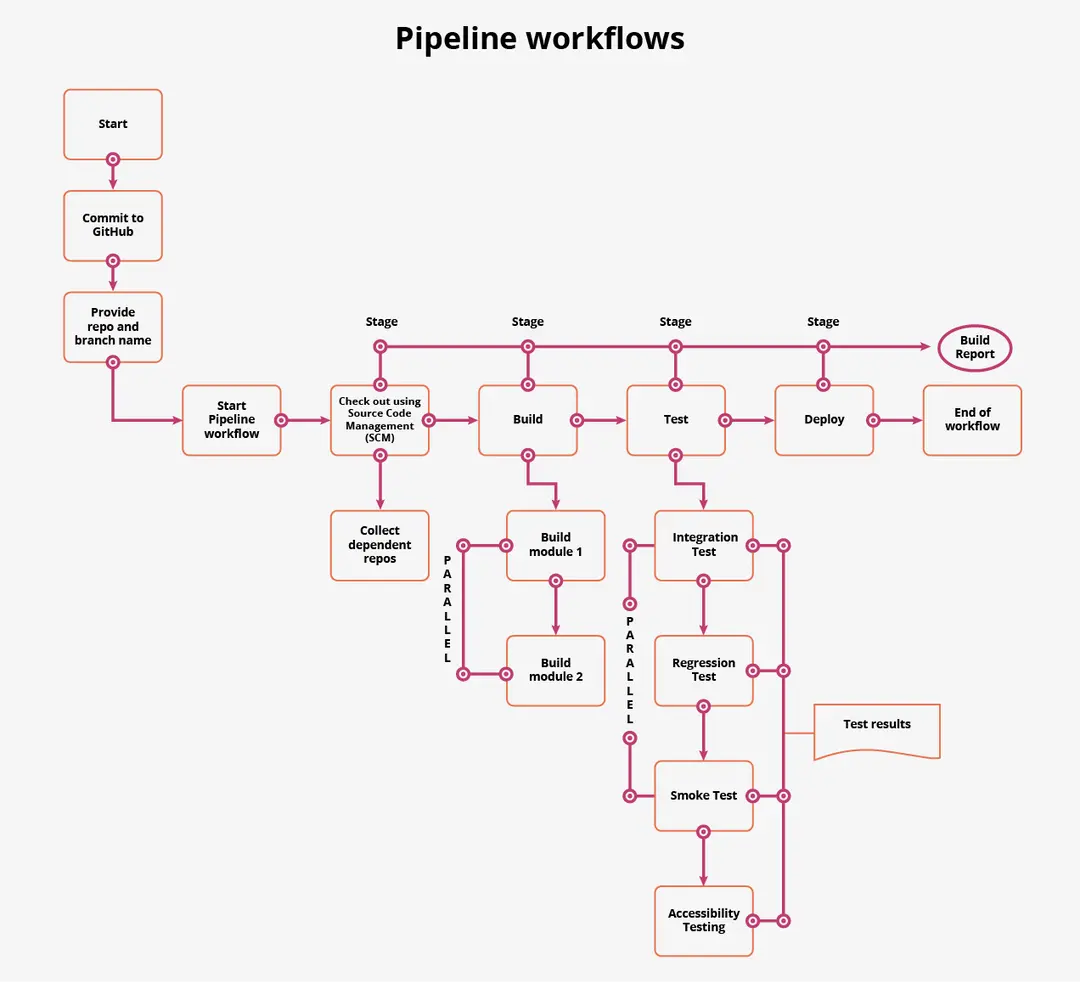 Pipeline workflows
Start
Commit to
GitHub
Provide
repo and
branch name
Start
Pipeline
workflow
Stage
Stage
Stage
Stage
Build
Report
Check out using
Source Code
Management
(SCM)
Build
Test
Deploy
End of
workflow
Collect
dependent
repos
PARALLEL
Build
module 1
Build
module 2
PARALLEL
Integration
Test
Regression
Test
Smoke Test
Accessibility
Testing
Test results